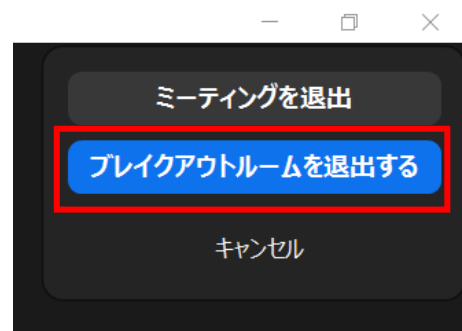 ミーティングを退出
ブレイクアウトルームを退出する
キャンセル